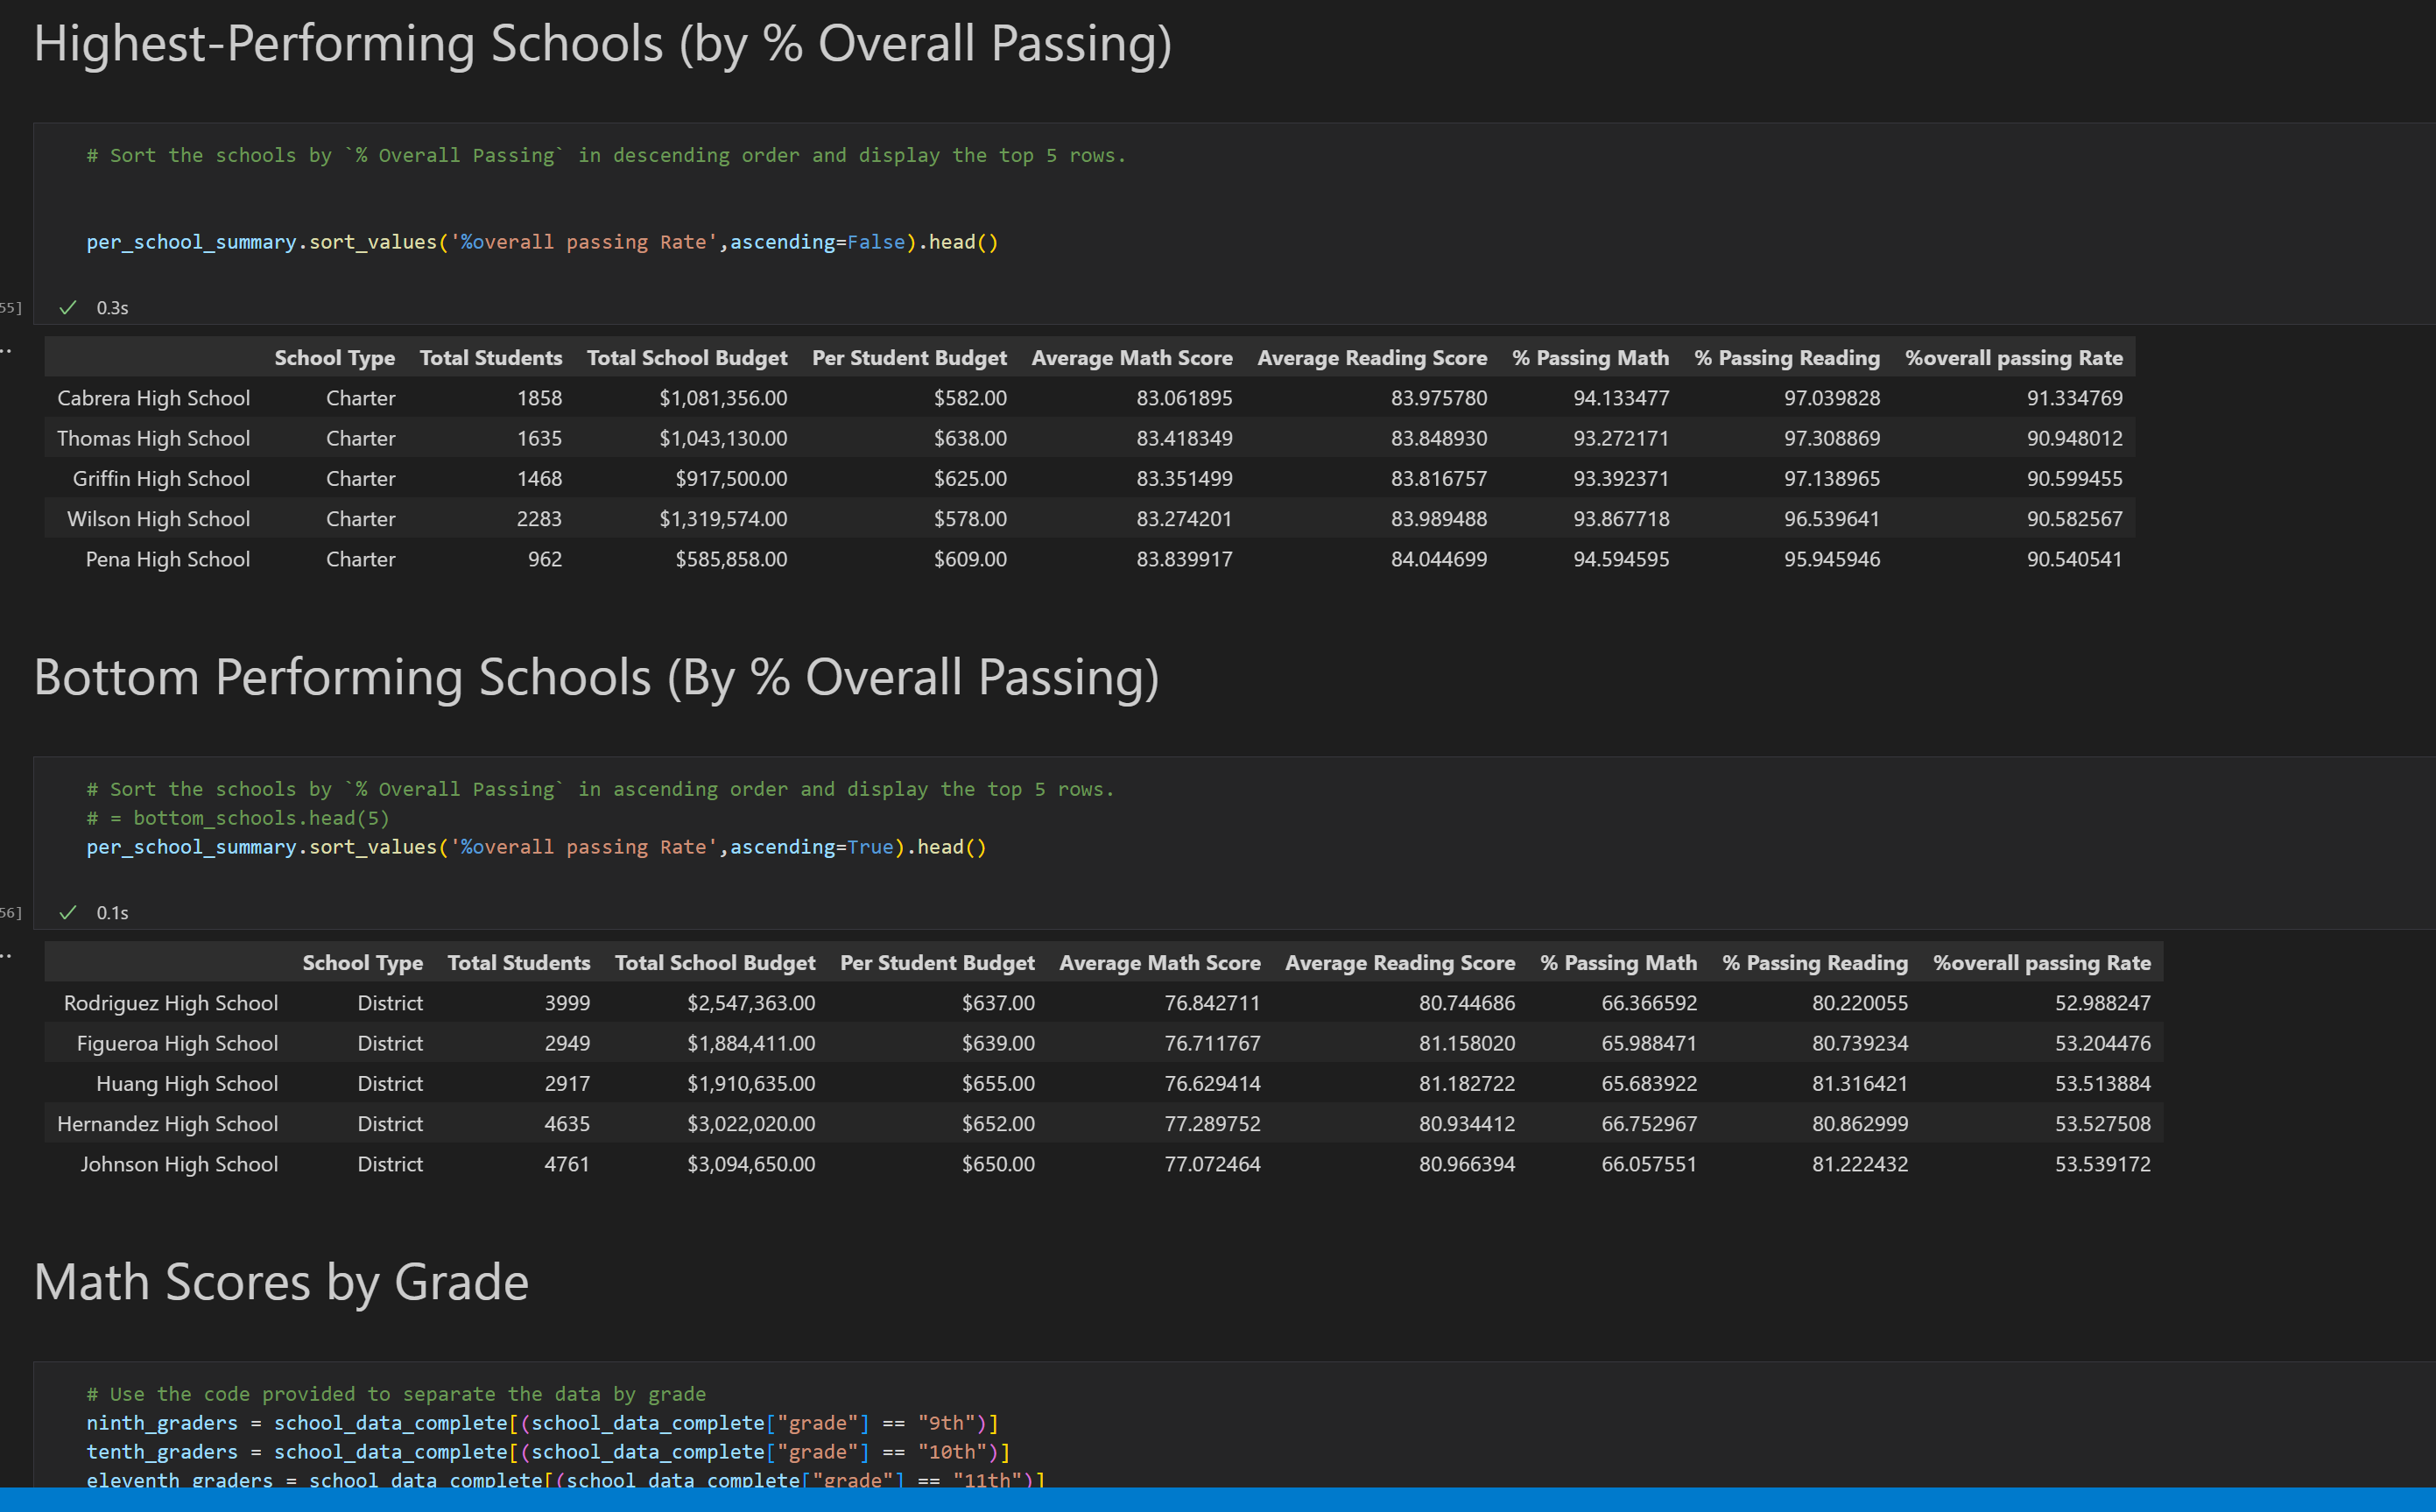 Highest-Performing Schools (by % Overall Passing)
# Sort the schools by `% Overall Passing` in descending order and display the top 5 rows.
per_school_summary.sort_values('%overall passing Rate',ascending=False).head()
55] ✓ 0.3s
School Type Total Students Total School Budget Per Student Budget Average Math Score Average Reading Score % Passing Math % Passing Reading %overall passing Rate
Cabrera High School Charter 1858 $1,081,356.00 $582.00 83.061895 83.975780 94.133477 97.039828 91.334769
Thomas High School Charter 1635 $1,043,130.00 $638.00 83.418349 83.848930 93.272171 97.308869 90.948012
Griffin High School Charter 1468 $917,500.00 $625.00 83.351499 83.816757 93.392371 97.138965 90.599455
Wilson High School Charter 2283 $1,319,574.00 $578.00 83.274201 83.989488 93.867718 96.539641 90.582567
Pena High School Charter 962 $585,858.00 $609.00 83.839917 84.044699 94.594595 95.945946 90.540541
Bottom Performing Schools (By % Overall Passing)
# Sort the schools by `% Overall Passing` in ascending order and display the top 5 rows.
# = bottom_schools.head(5)
per_school_summary.sort_values('%overall passing Rate',ascending=True).head()
56] ✓ 0.1s
School Type Total Students Total School Budget Per Student Budget Average Math Score Average Reading Score % Passing Math % Passing Reading %overall passing Rate
Rodriguez High School District 3999 $2,547,363.00 $637.00 76.842711 80.744686 66.366592 80.220055 52.988247
Figueroa High School District 2949 $1,884,411.00 $639.00 76.711767 81.158020 65.988471 80.739234 53.204476
Huang High School District 2917 $1,910,635.00 $655.00 76.629414 81.182722 65.683922 81.316421 53.513884
Hernandez High School District 4635 $3,022,020.00 $652.00 77.289752 80.934412 66.752967 80.862999 53.527508
Johnson High School District 4761 $3,094,650.00 $650.00 77.072464 80.966394 66.057551 81.222432 53.539172
Math Scores by Grade
# Use the code provided to separate the data by grade
ninth_graders = school_data_complete[(school_data_complete["grade"] == "9th")]
tenth_graders = school_data_complete[(school_data_complete["grade"] == "10th")]
eleventh_graders = school_data_complete[(school_data_complete["grade"] == "11th")]